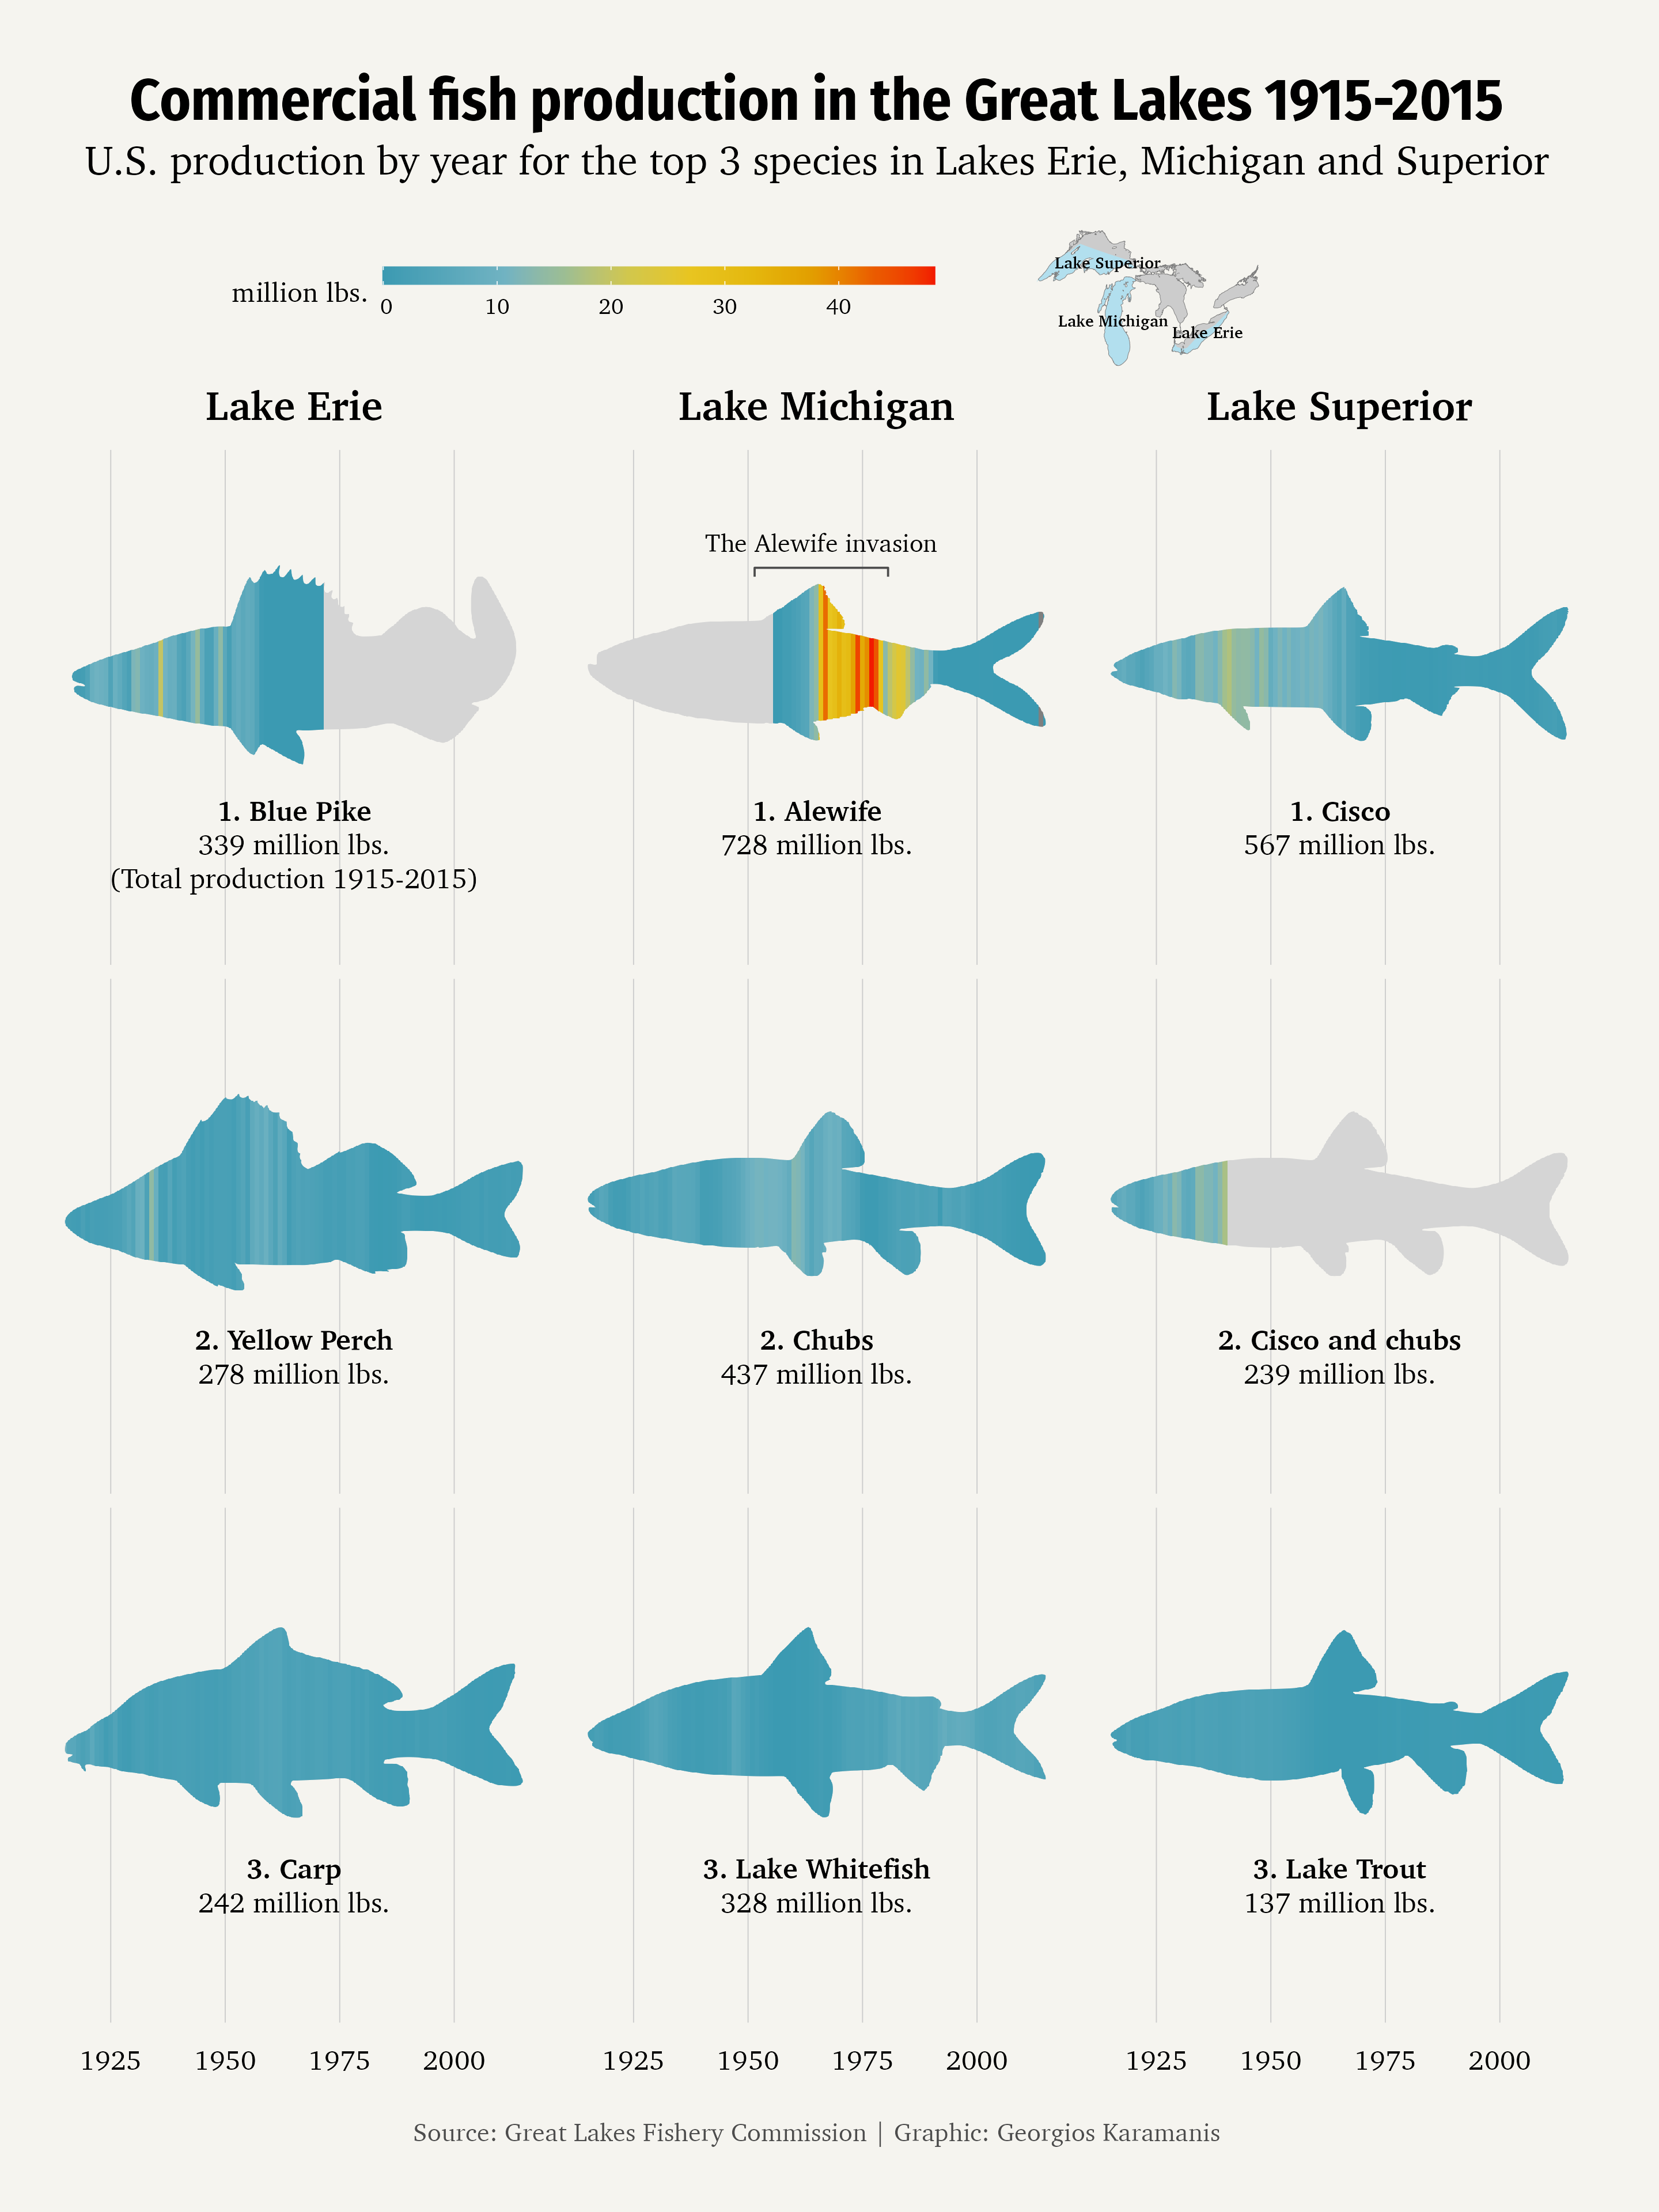 Commercial fish production in the Great Lakes 1915-2015
U.S. production by year for the top 3 species in Lakes Erie, Michigan and Superior
million lbs.
0 10 20 30 40
Lake Superior
Lake Michigan
Lake Erie
Lake Erie
Lake Michigan
Lake Superior
The Alewife invasion
1. Blue Pike
339 million lbs.
(Total production 1915-2015)
1. Alewife
728 million lbs.
1. Cisco
567 million lbs.
2. Yellow Perch
278 million lbs.
2. Chubs
437 million lbs.
2. Cisco and chubs
239 million lbs.
3. Carp
242 million lbs.
3. Lake Whitefish
328 million lbs.
3. Lake Trout
137 million lbs.
1925 1950 1975 2000
1925 1950 1975 2000
1925 1950 1975 2000
Source: Great Lakes Fishery Commission | Graphic: Georgios Karamanis